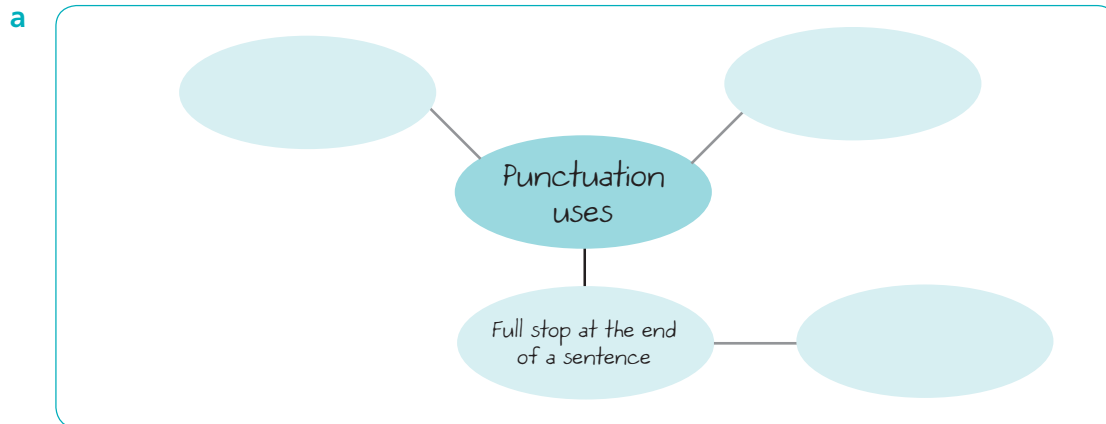 a
Punctuation
uses
Full stop at the end
of a sentence